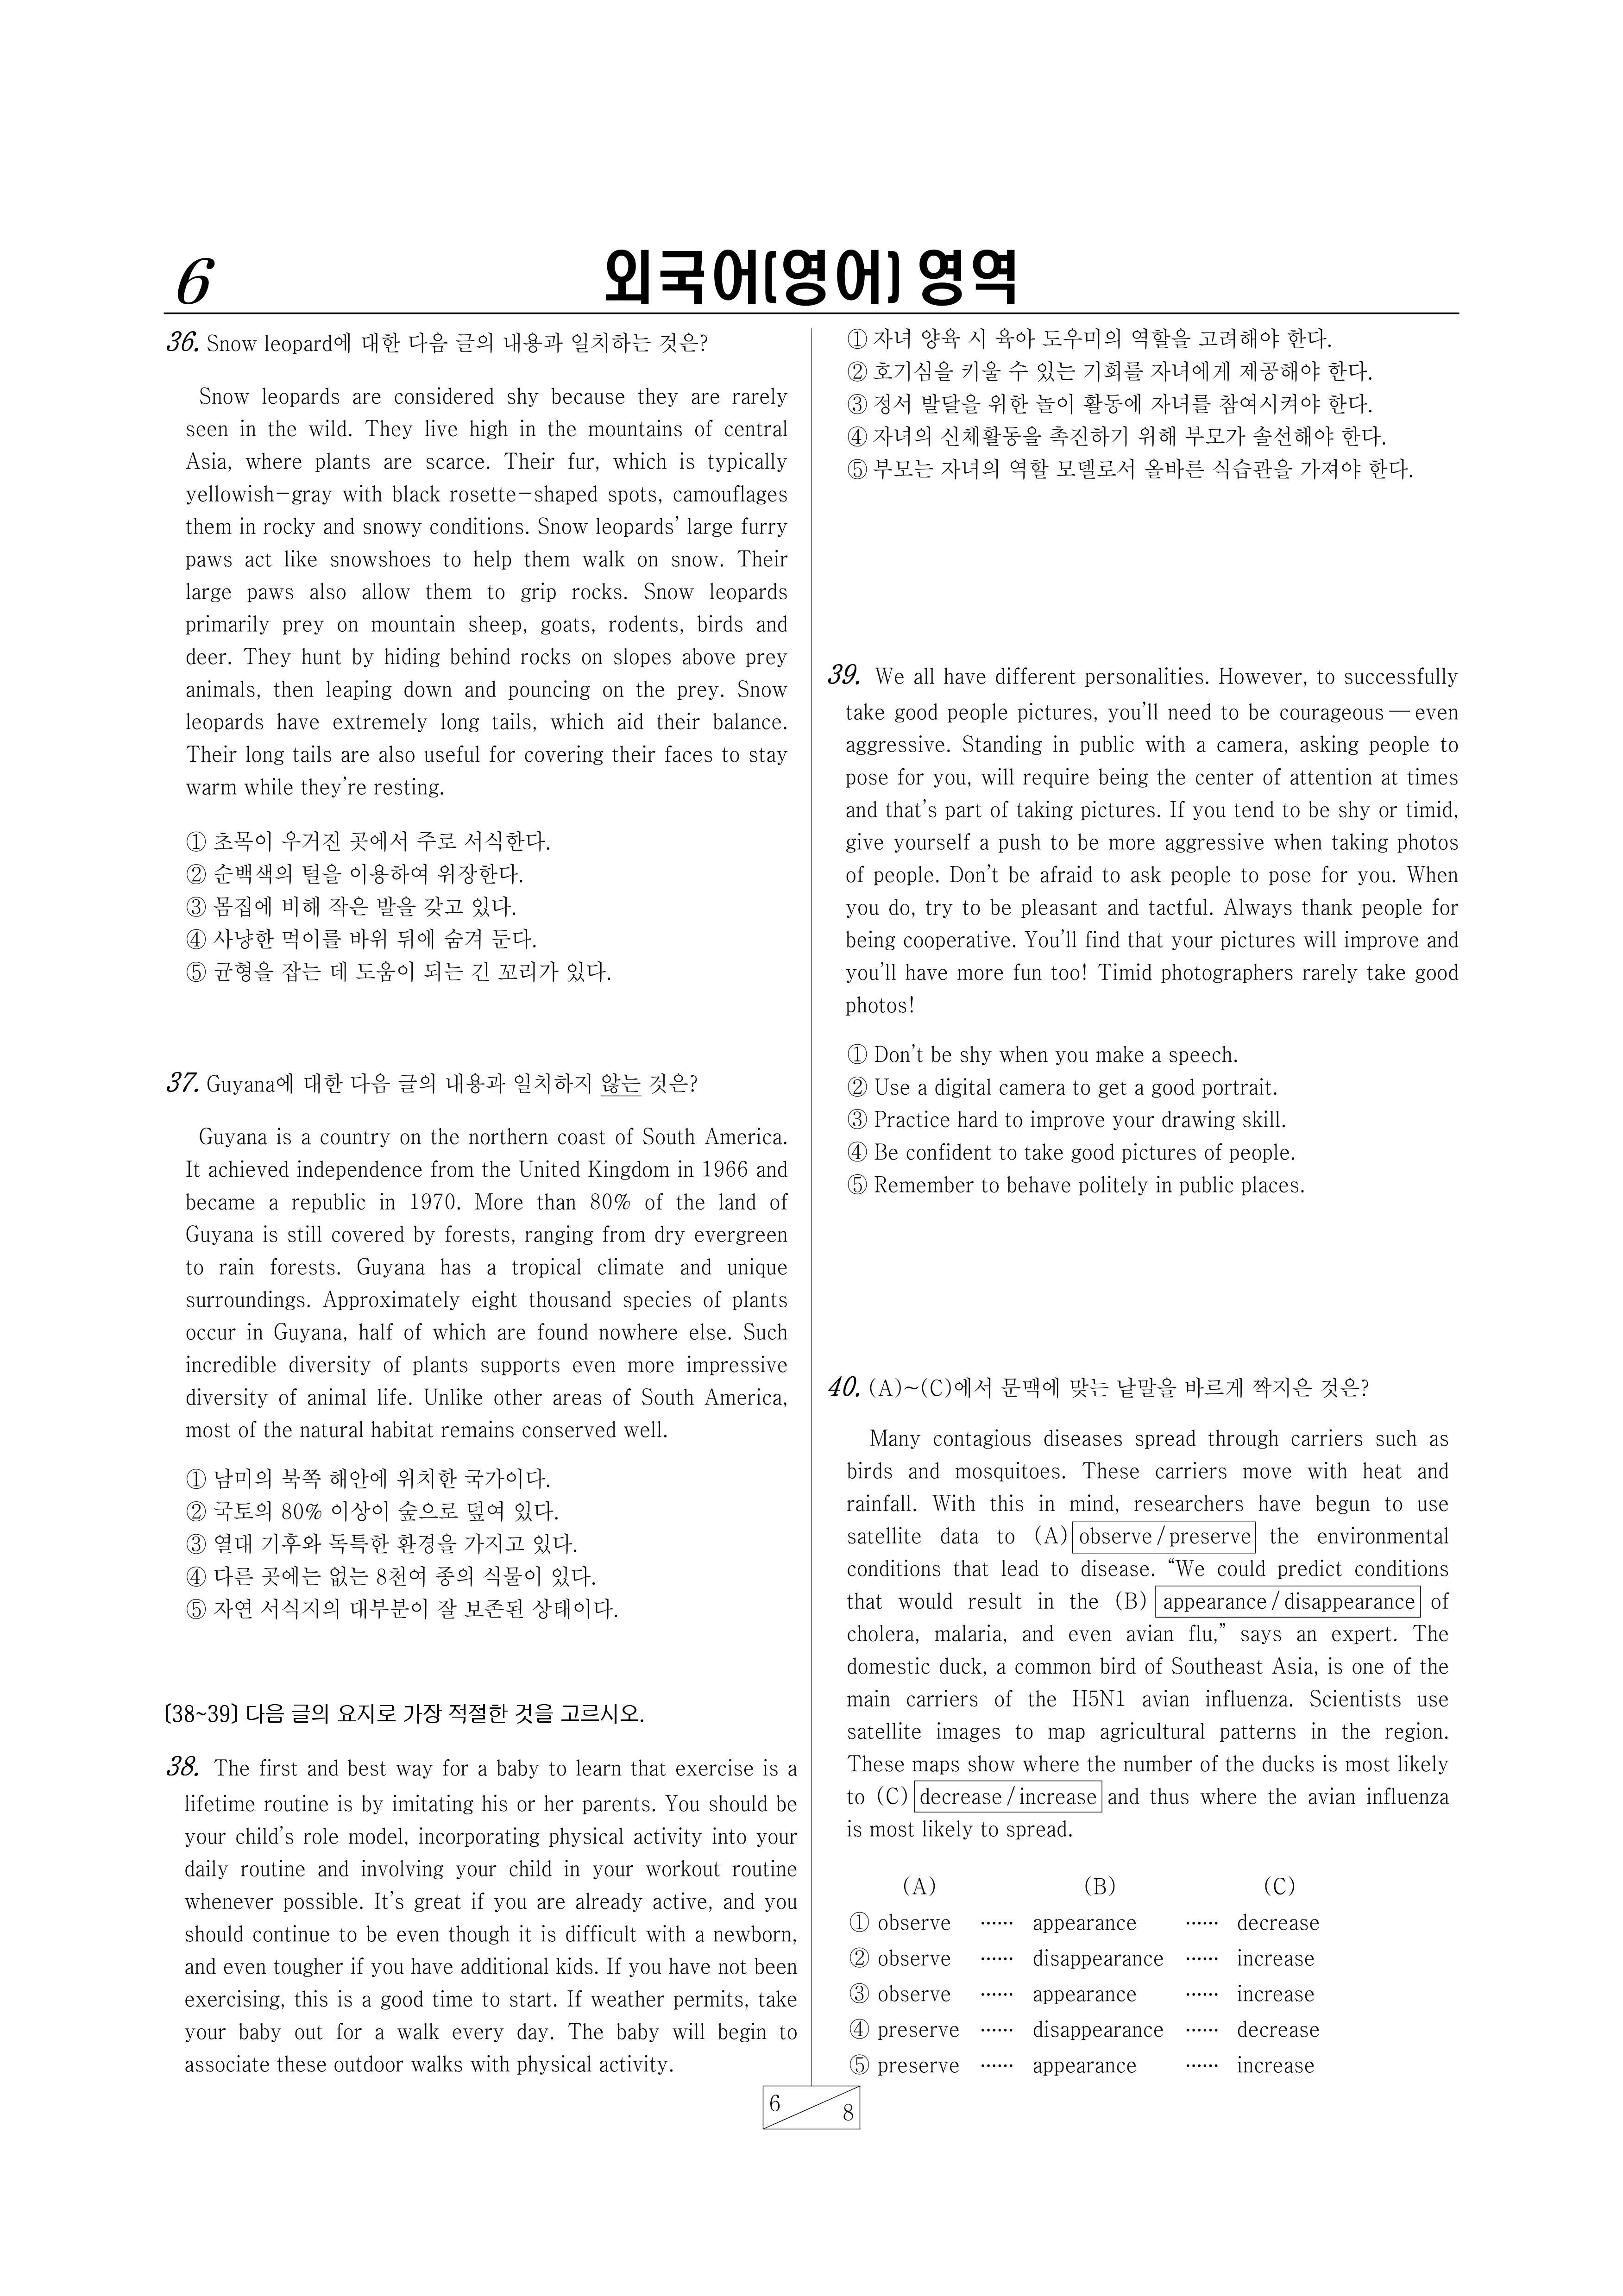 6
외국어(영어) 영역
36. Snow leopard에 대한 다음 글의 내용과 일치하는 것은?
Snow leopards are considered shy because they are rarely
seen in the wild. They live high in the mountains of central
Asia, where plants are scarce. Their fur, which is typically
yellowish-gray with black rosette-shaped spots, camouflages
them in rocky and snowy conditions. Snow leopards' large furry
paws act like snowshoes to help them walk on snow. Their
large paws also allow them to grip rocks. Snow leopards
primarily prey on mountain sheep, goats, rodents, birds and
deer. They hunt by hiding behind rocks on slopes above prey
animals, then leaping down and pouncing on the prey. Snow
leopards have extremely long tails, which aid their balance.
Their long tails are also useful for covering their faces to stay
warm while they're resting.
① 초목이 우거진 곳에서 주로 서식한다.
② 순백색의 털을 이용하여 위장한다.
③ 몸집에 비해 작은 발을 갖고 있다.
④ 사냥한 먹이를 바위 뒤에 숨겨 둔다.
⑤ 균형을 잡는 데 도움이 되는 긴 꼬리가 있다.
37. Guyana에 대한 다음 글의 내용과 일치하지 않는 것은?
Guyana is a country on the northern coast of South America.
It achieved independence from the United Kingdom in 1966 and
became a republic in 1970. More than 80% of the land of
Guyana is still covered by forests, ranging from dry evergreen
to rain forests. Guyana has a tropical climate and unique
surroundings. Approximately eight thousand species of plants
occur in Guyana, half of which are found nowhere else. Such
incredible diversity of plants supports even more impressive
diversity of animal life. Unlike other areas of South America,
most of the natural habitat remains conserved well.
① 남미의 북쪽 해안에 위치한 국가이다.
② 국토의 80% 이상이 숲으로 덮여 있다.
③ 열대 기후와 독특한 환경을 가지고 있다.
④ 다른 곳에는 없는 8천여 종의 식물이 있다.
⑤ 자연 서식지의 대부분이 잘 보존된 상태이다.
[38~39] 다음 글의 요지로 가장 적절한 것을 고르시오.
38. The first and best way for a baby to learn that exercise is a
lifetime routine is by imitating his or her parents. You should be
your child's role model, incorporating physical activity into your
daily routine and involving your child in your workout routine
whenever possible. It's great if you are already active, and you
should continue to be even though it is difficult with a newborn,
and even tougher if you have additional kids. If you have not been
exercising, this is a good time to start. If weather permits, take
your baby out for a walk every day. The baby will begin to
associate these outdoor walks with physical activity.
① 자녀 양육 시 육아 도우미의 역할을 고려해야 한다.
② 호기심을 키울 수 있는 기회를 자녀에게 제공해야 한다.
③ 정서 발달을 위한 놀이 활동에 자녀를 참여시켜야 한다.
④ 자녀의 신체활동을 촉진하기 위해 부모가 솔선해야 한다.
⑤ 부모는 자녀의 역할 모델로서 올바른 식습관을 가져야 한다.
39. We all have different personalities. However, to successfully
take good people pictures, you'll need to be courageous — even
aggressive. Standing in public with a camera, asking people to
pose for you, will require being the center of attention at times
and that's part of taking pictures. If you tend to be shy or timid,
give yourself a push to be more aggressive when taking photos
of people. Don't be afraid to ask people to pose for you. When
you do, try to be pleasant and tactful. Always thank people for
being cooperative. You'll find that your pictures will improve and
you'll have more fun too! Timid photographers rarely take good
photos!
① Don't be shy when you make a speech.
② Use a digital camera to get a good portrait.
③ Practice hard to improve your drawing skill.
④ Be confident to take good pictures of people.
⑤ Remember to behave politely in public places.
40. (A)~(C)에서 문맥에 맞는 낱말을 바르게 짝지은 것은?
Many contagious diseases spread through carriers such as
birds and mosquitoes. These carriers move with heat and
rainfall. With this in mind, researchers have begun to use
satellite data to (A) observe / preserve the environmental
conditions that lead to disease. “We could predict conditions
that would result in the (B) appearance / disappearance of
cholera, malaria, and even avian flu,” says an expert. The
domestic duck, a common bird of Southeast Asia, is one of the
main carriers of the H5N1 avian influenza. Scientists use
satellite images to map agricultural patterns in the region.
These maps show where the number of the ducks is most likely
to (C) decrease / increase and thus where the avian influenza
is most likely to spread.
(A) (B) (C)
① observe ······ appearance ······ decrease
② observe ······ disappearance ······ increase
③ observe ······ appearance ······ increase
④ preserve ······ disappearance ······ decrease
⑤ preserve ······ appearance ······ increase
6
8